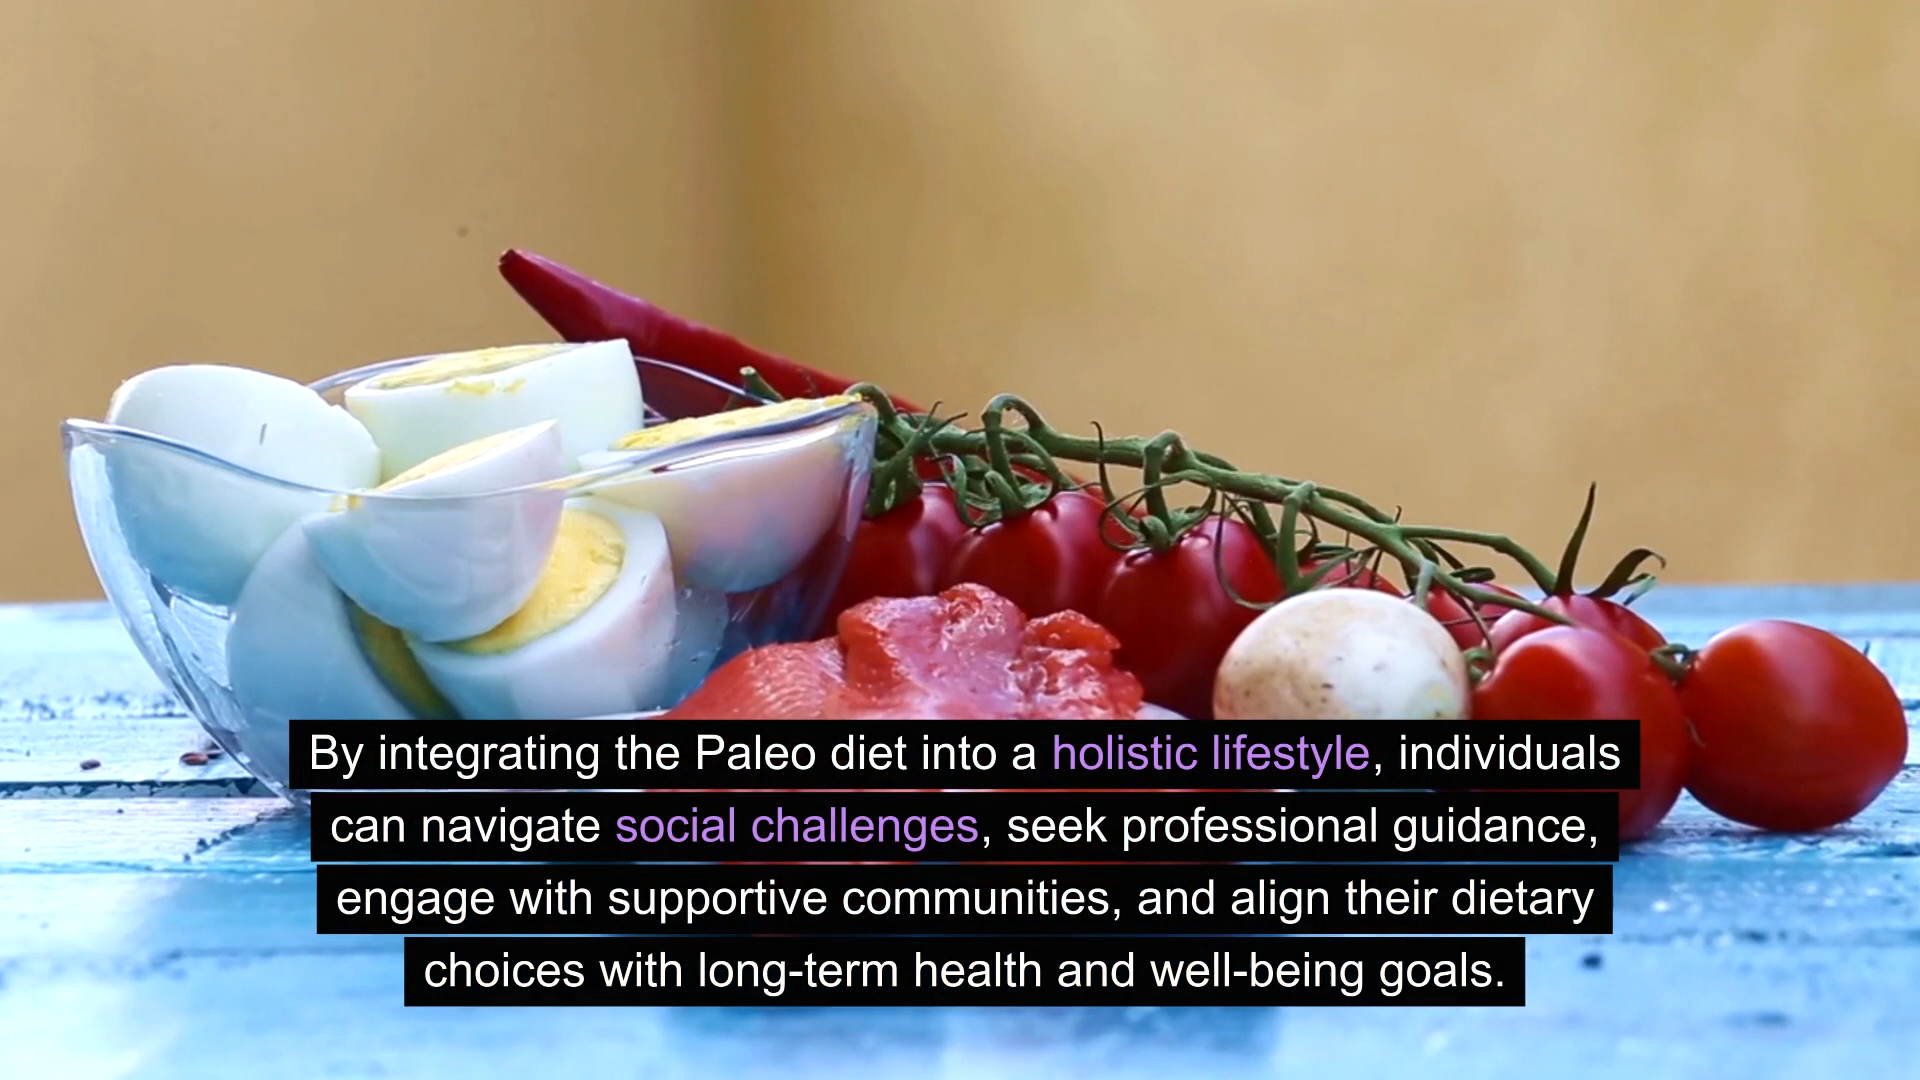 By integrating the Paleo diet into a holistic lifestyle, individuals
can navigate social challenges, seek professional guidance,
engage with supportive communities, and align their dietary
choices with long-term health and well-being goals.